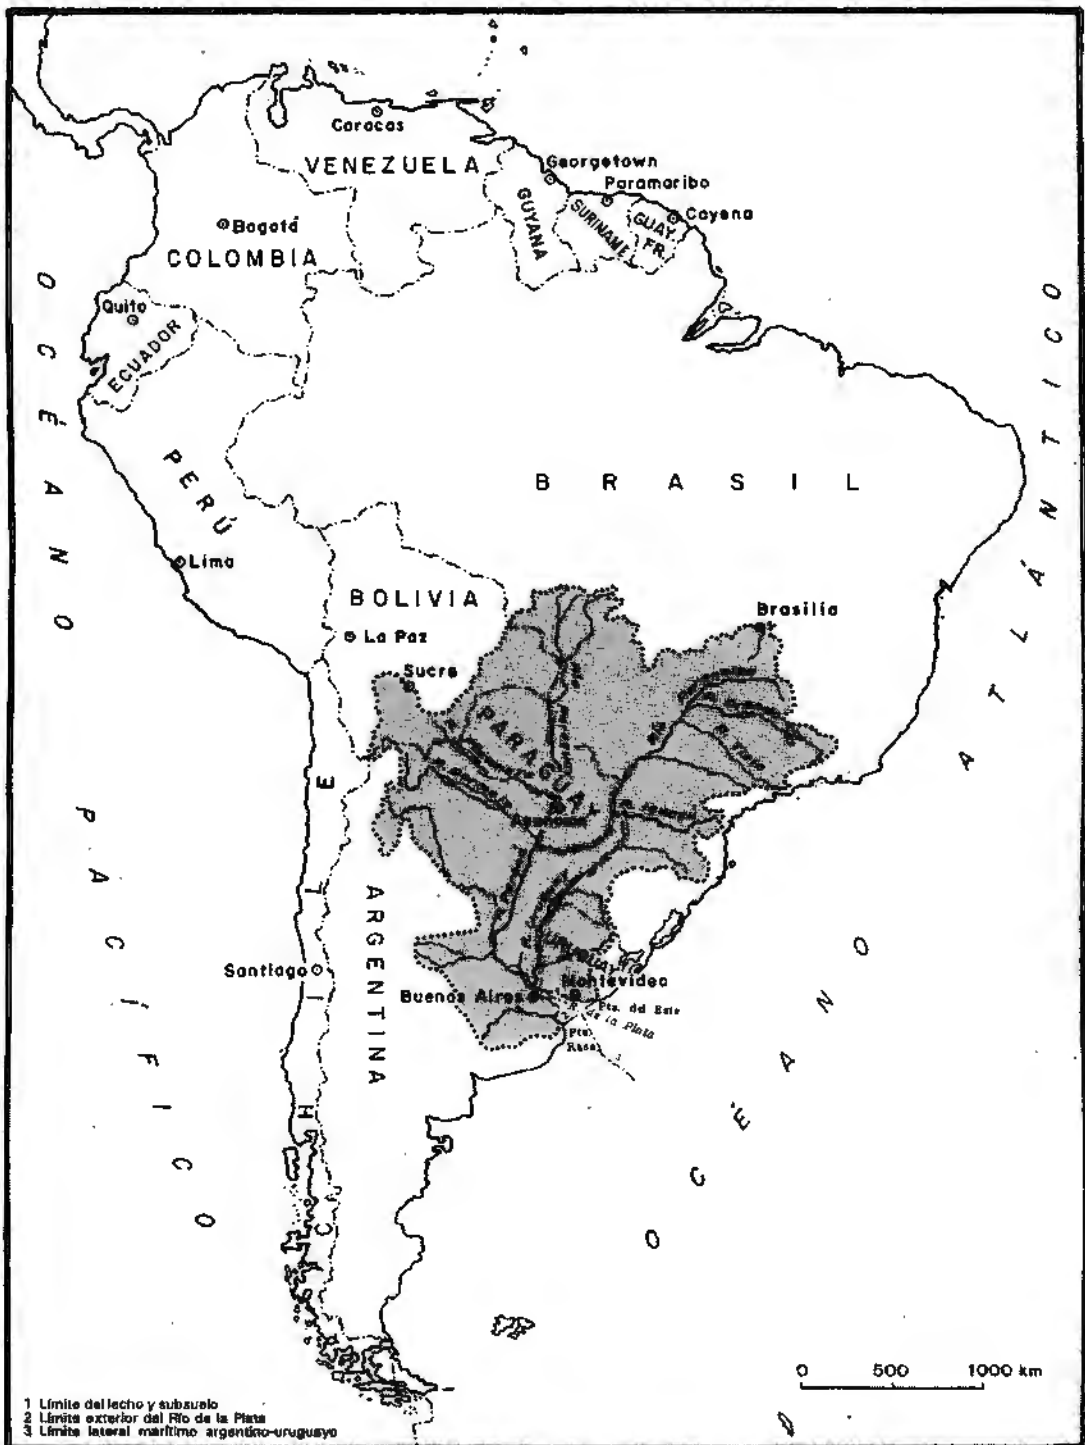 Caracas
VENEZUELA
Georgetown
Paramaribo
Cayena
GUYANA
SURINAME
GUAY.
FR.
Bogotá
COLOMBIA
Quito
ECUADOR
OCÉANO
PACÍFICO
OCÉANO
ATLÁNTICO
PERÚ
BRASIL
Lima
BOLIVIA
La Paz
Sucre
Brasilia
PARAGUAY
Asunción
CHILE
ARGENTINA
Santiago
URUGUAY
Montevideo
Buenos Aires
Pta. del Este
R. de la Plata
Pta.
Rasa
0 500 1000 km
1 Límite del lecho y subsuelo
2 Límite exterior del Río de la Plata
3 Límite lateral marítimo argentino-uruguayo